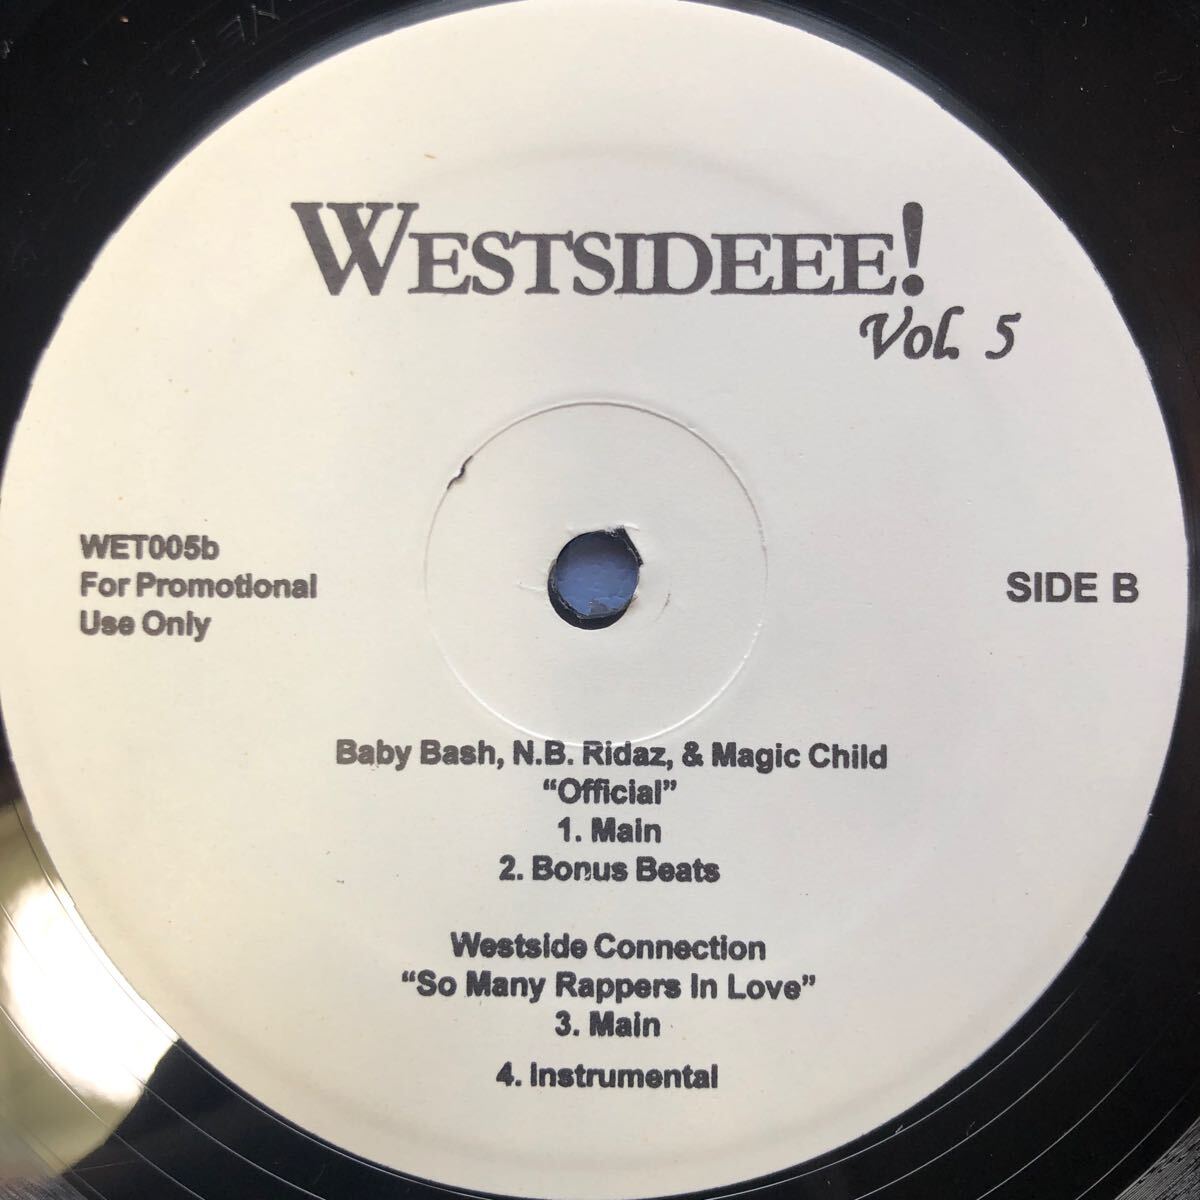 WESTSIDEEE!
Vol. 5
WET005b
For Promotional
Use Only
SIDE B
Baby Bash, N.B. Ridaz, & Magic Child
“Official”
1. Main
2. Bonus Beats
Westside Connection
“So Many Rappers In Love”
3. Main
4. Instrumental